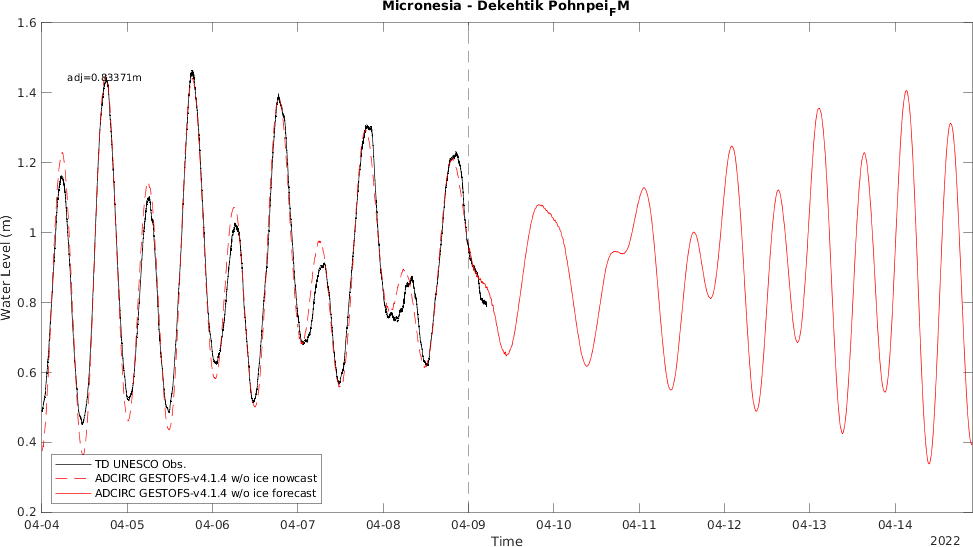 Micronesia - Dekehtik Pohnpei_FM
1.6
adj=0.83371m
1.4
1.2
1
0.8
0.6
0.4
0.2
Water Level (m)
TD UNESCO Obs.
ADCIRC GESTOFS-v4.1.4 w/o ice nowcast
ADCIRC GESTOFS-v4.1.4 w/o ice forecast
04-04 04-05 04-06 04-07 04-08 04-09 04-10 04-11 04-12 04-13 04-14
Time
2022